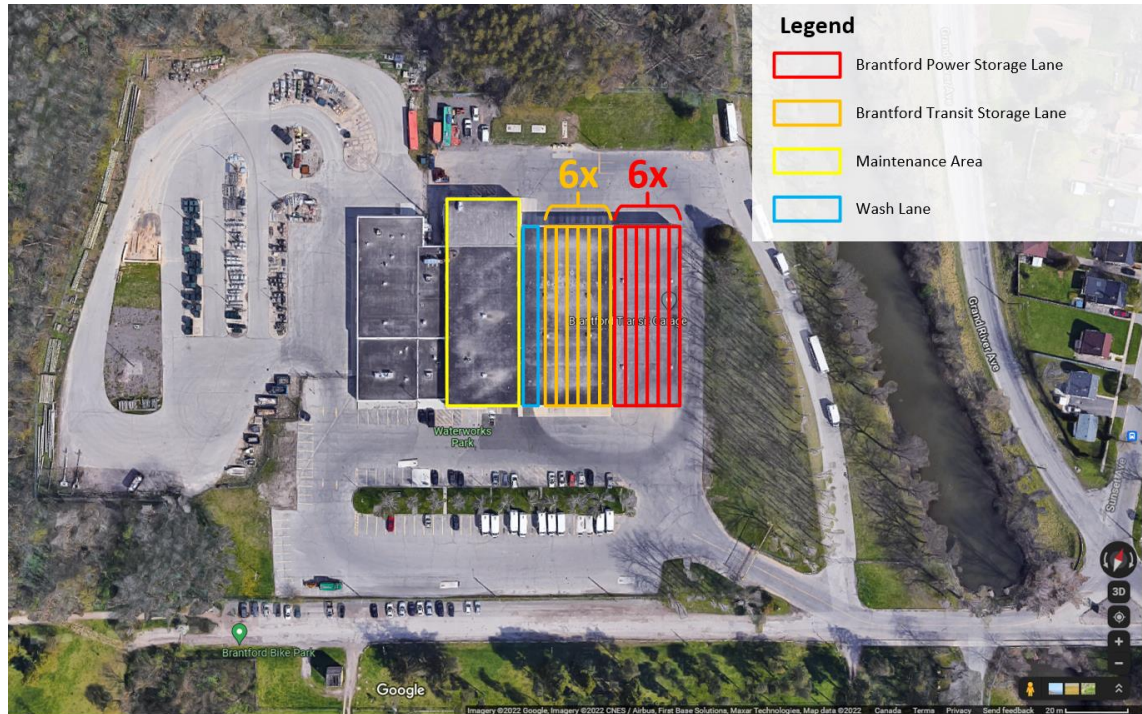 Legend
Brantford Power Storage Lane
Brantford Transit Storage Lane
Maintenance Area
Wash Lane
6x 6x
Brantford Transit Garage
Grand River Ave
Waterworks
Park
3D
Brantford Bike Park
Google
Imagery ©2022 Google, Imagery ©2022 CNES / Airbus, First Base Solutions, Maxar Technologies, Map data ©2022 Canada Terms Privacy Send feedback 20 m